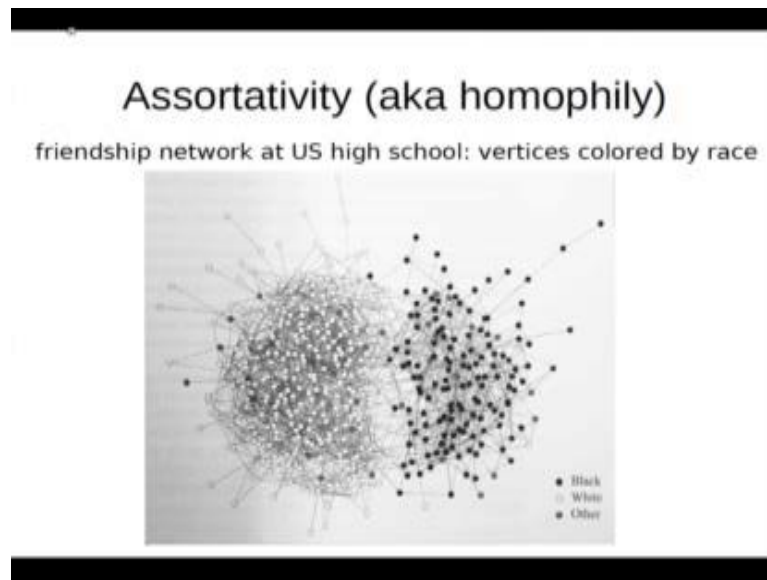 Assortativity (aka homophily)
friendship network at US high school: vertices colored by race
Black
White
Other